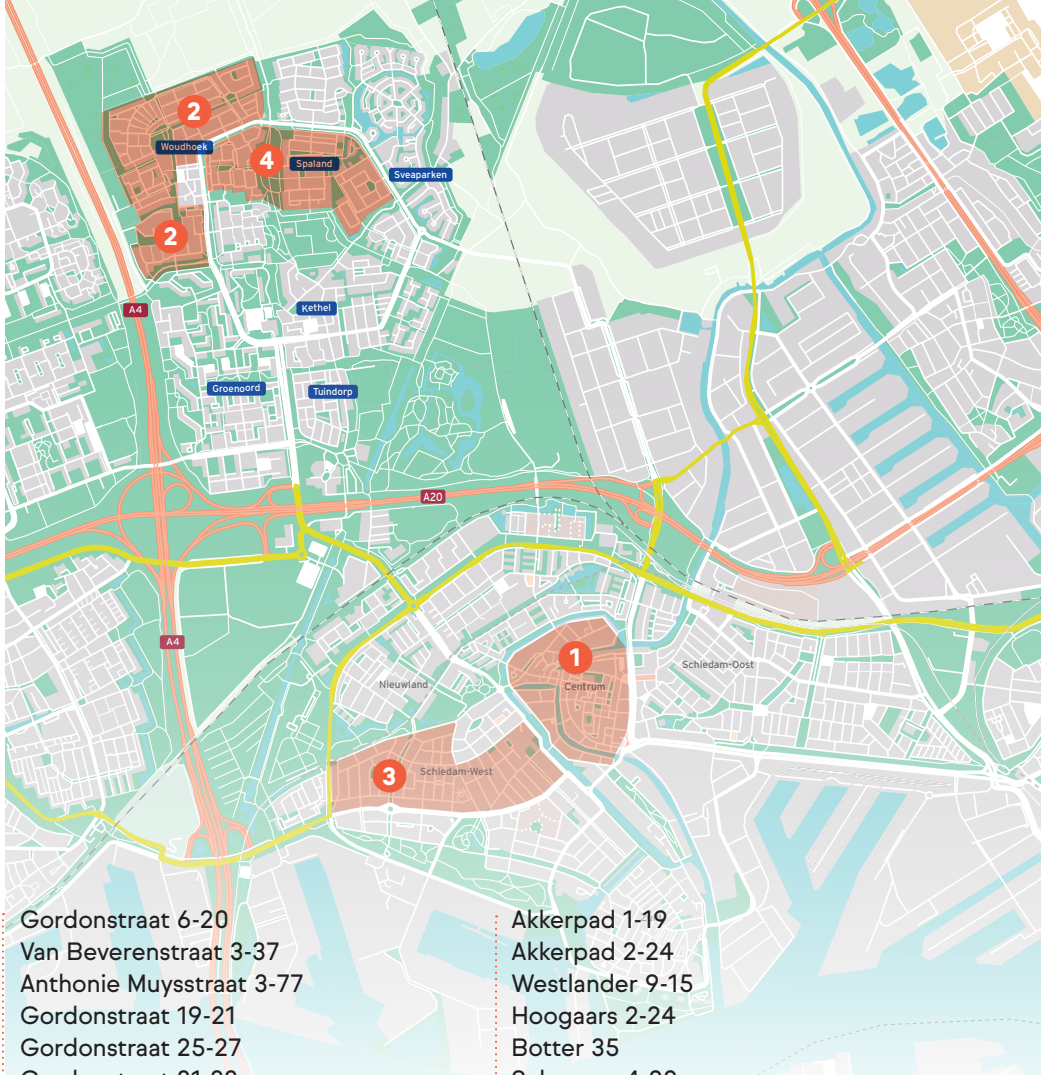 2
Woudhoek
4
Spaland
Sveaparken
2
A4
Kethel
Groenoord
Tuindorp
A20
A4
1
Centrum
Schiedam-Oost
Nieuwland
3
Schiedam-West
Gordonstraat 6-20
Van Beverenstraat 3-37
Anthonie Muysstraat 3-77
Gordonstraat 19-21
Gordonstraat 25-27
Akkerpad 1-19
Akkerpad 2-24
Westlander 9-15
Hoogaars 2-24
Botter 35